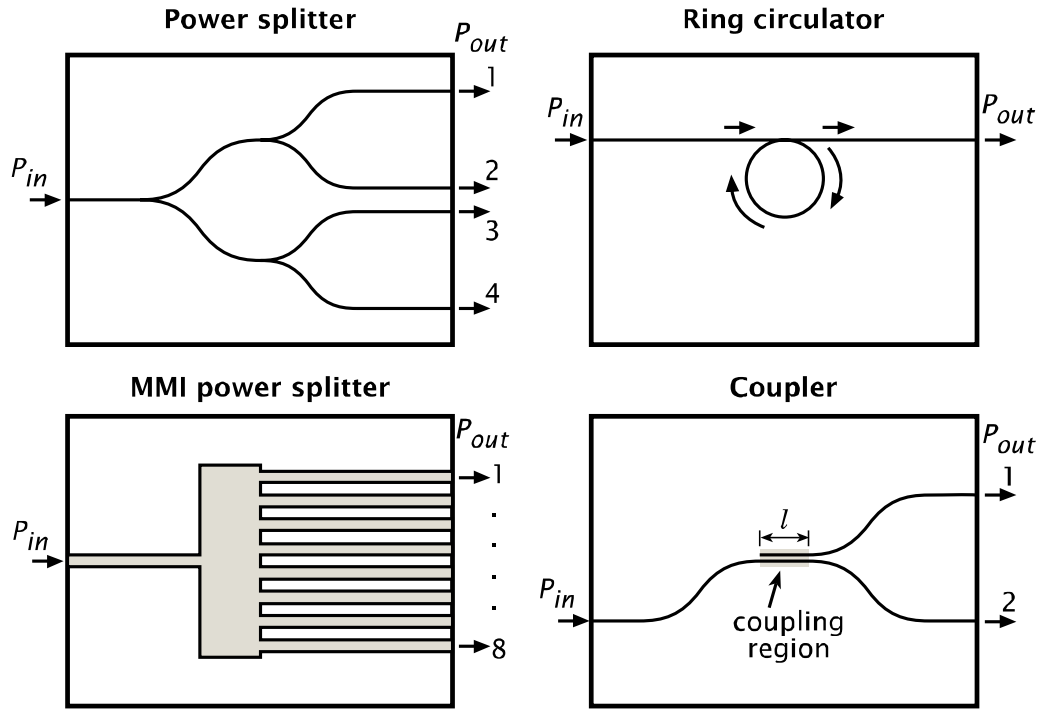 Power splitter
P_in
P_out
1
2
3
4
Ring circulator
P_in
P_out
MMI power splitter
P_in
P_out
1
.
.
.
.
8
Coupler
P_in
l
coupling
region
P_out
1
2